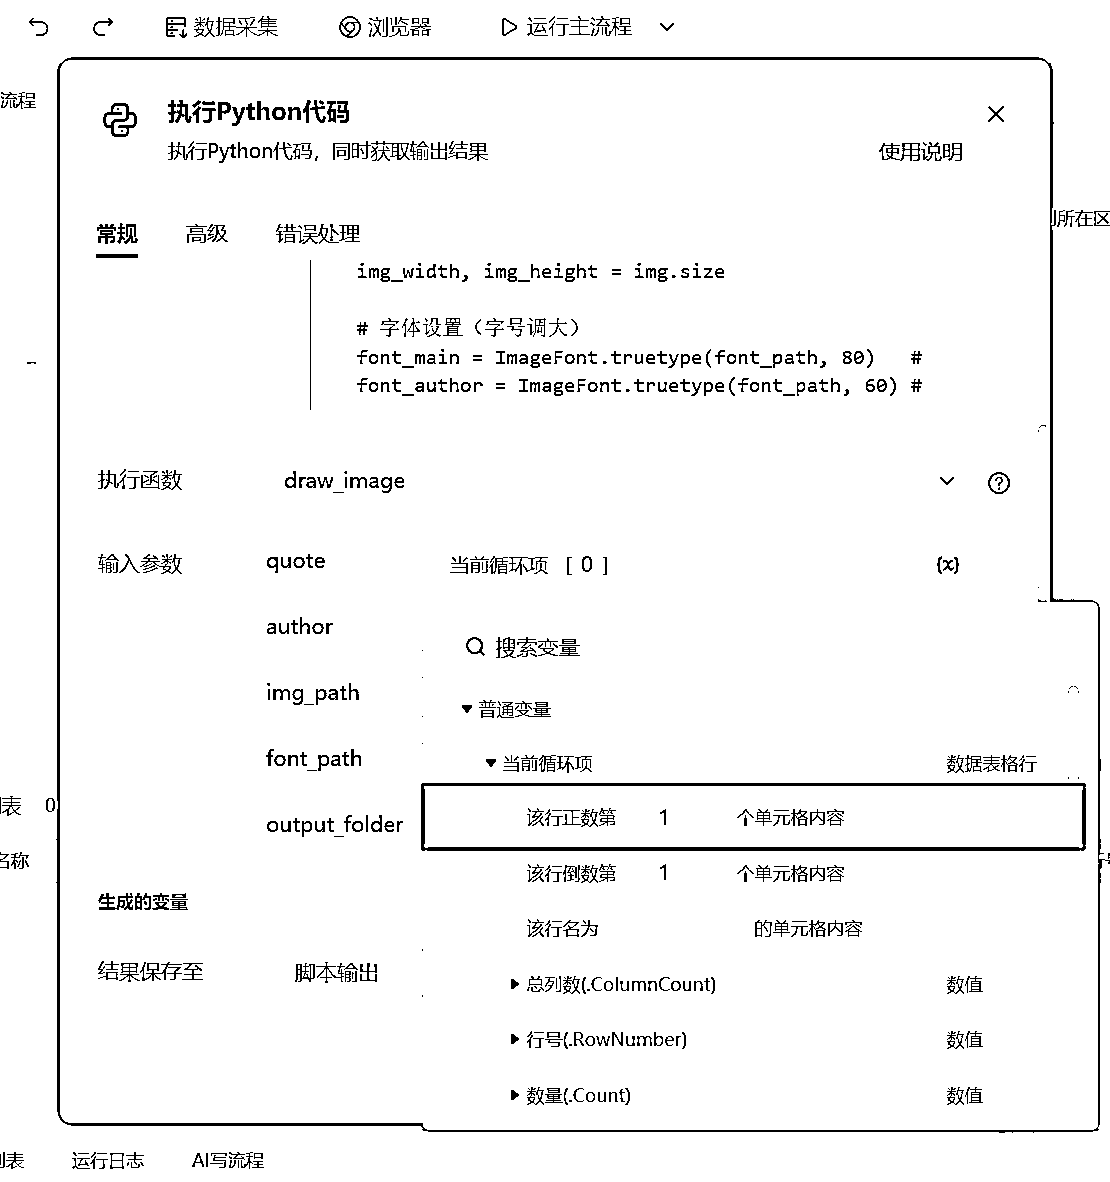 数据采集 浏览器 运行主流程
流程
执行Python代码
执行Python代码，同时获取输出结果 使用说明
常规 高级 错误处理
所在区
img_width, img_height = img.size
# 字体设置（字号调大）
font_main = ImageFont.truetype(font_path, 80) #
font_author = ImageFont.truetype(font_path, 60) #
执行函数 draw_image
输入参数 quote 当前循环项 [ 0 ] {x}
author
搜索变量
img_path
普通变量
font_path 当前循环项 数据表格行
表 0
output_folder 该行正数第 1 个单元格内容
名称
该行倒数第 1 个单元格内容
生成的变量
该行名为 的单元格内容
结果保存至 脚本输出
总列数(.ColumnCount) 数值
行号(.RowNumber) 数值
数量(.Count) 数值
表 运行日志 AI写流程